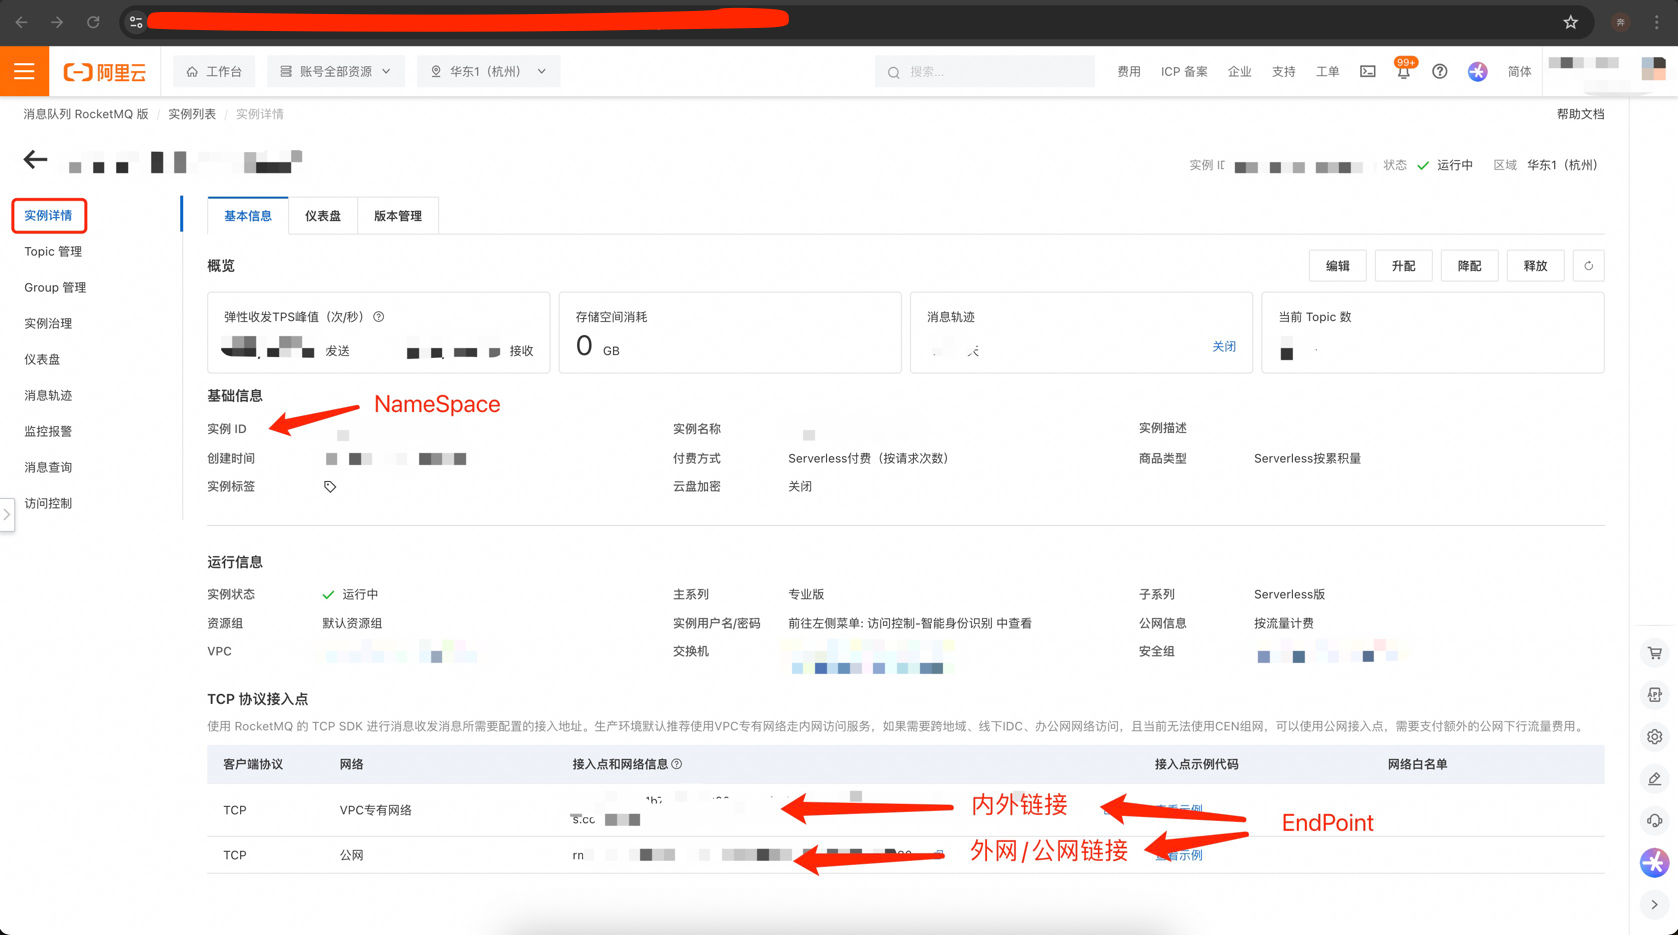 阿里云
工作台
账号全部资源
华东1（杭州）
搜索...
费用
ICP 备案
企业
支持
工单
99+
简体
消息队列 RocketMQ 版 / 实例列表 / 实例详情
帮助文档
实例 ID
状态 运行中
区域 华东1（杭州）
实例详情
Topic 管理
Group 管理
实例治理
仪表盘
消息轨迹
监控报警
消息查询
访问控制
基本信息
仪表盘
版本管理
概览
编辑
升配
降配
释放
弹性收发TPS峰值（次/秒）
发送
接收
存储空间消耗
0 GB
消息轨迹
天
关闭
当前 Topic 数
基础信息
NameSpace
实例 ID
实例名称
实例描述
创建时间
付费方式 Serverless付费（按请求次数）
商品类型 Serverless按累积量
实例标签
云盘加密 关闭
运行信息
实例状态 运行中
主系列 专业版
子系列 Serverless版
资源组 默认资源组
实例用户名/密码 前往左侧菜单: 访问控制-智能身份识别 中查看
公网信息 按流量计费
VPC
交换机
安全组
TCP 协议接入点
使用 RocketMQ 的 TCP SDK 进行消息收发消息所需要配置的接入地址。生产环境默认推荐使用VPC专有网络走内网访问服务，如果需要跨地域、线下IDC、办公网网络访问，且当前无法使用CEN组网，可以使用公网接入点，需要支付额外的公网下行流量费用。
客户端协议 网络 接入点和网络信息 接入点示例代码 网络白名单
TCP VPC专有网络
s.cc
内外链接
查看示例
EndPoint
TCP 公网 rn
外网/公网链接
查看示例